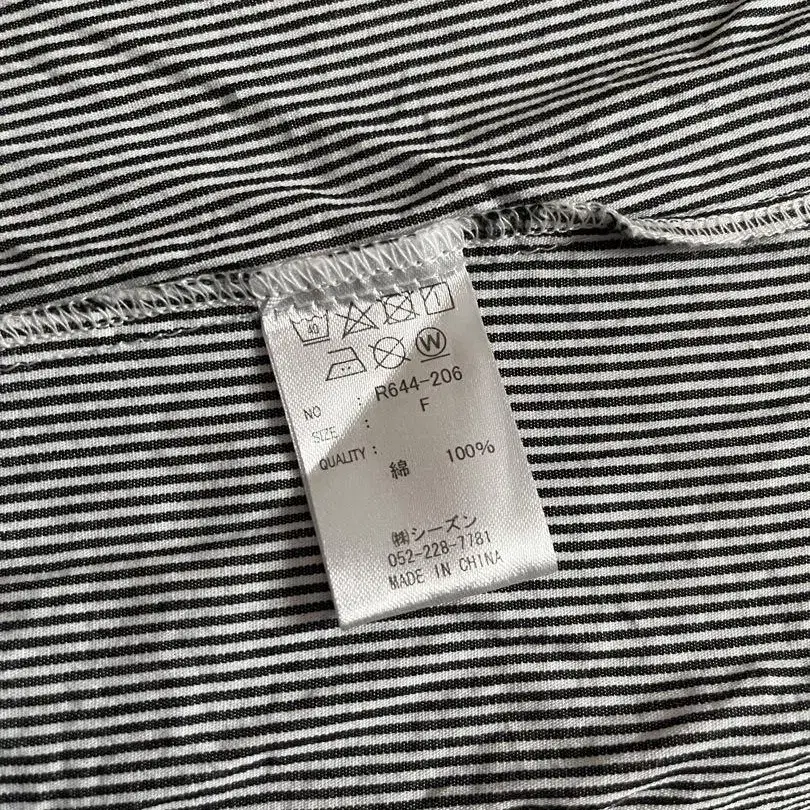 40
W
NO : R644-206
SIZE : F
QUALITY :
綿 100%
㈱シーズン
052-228-7781
MADE IN CHINA